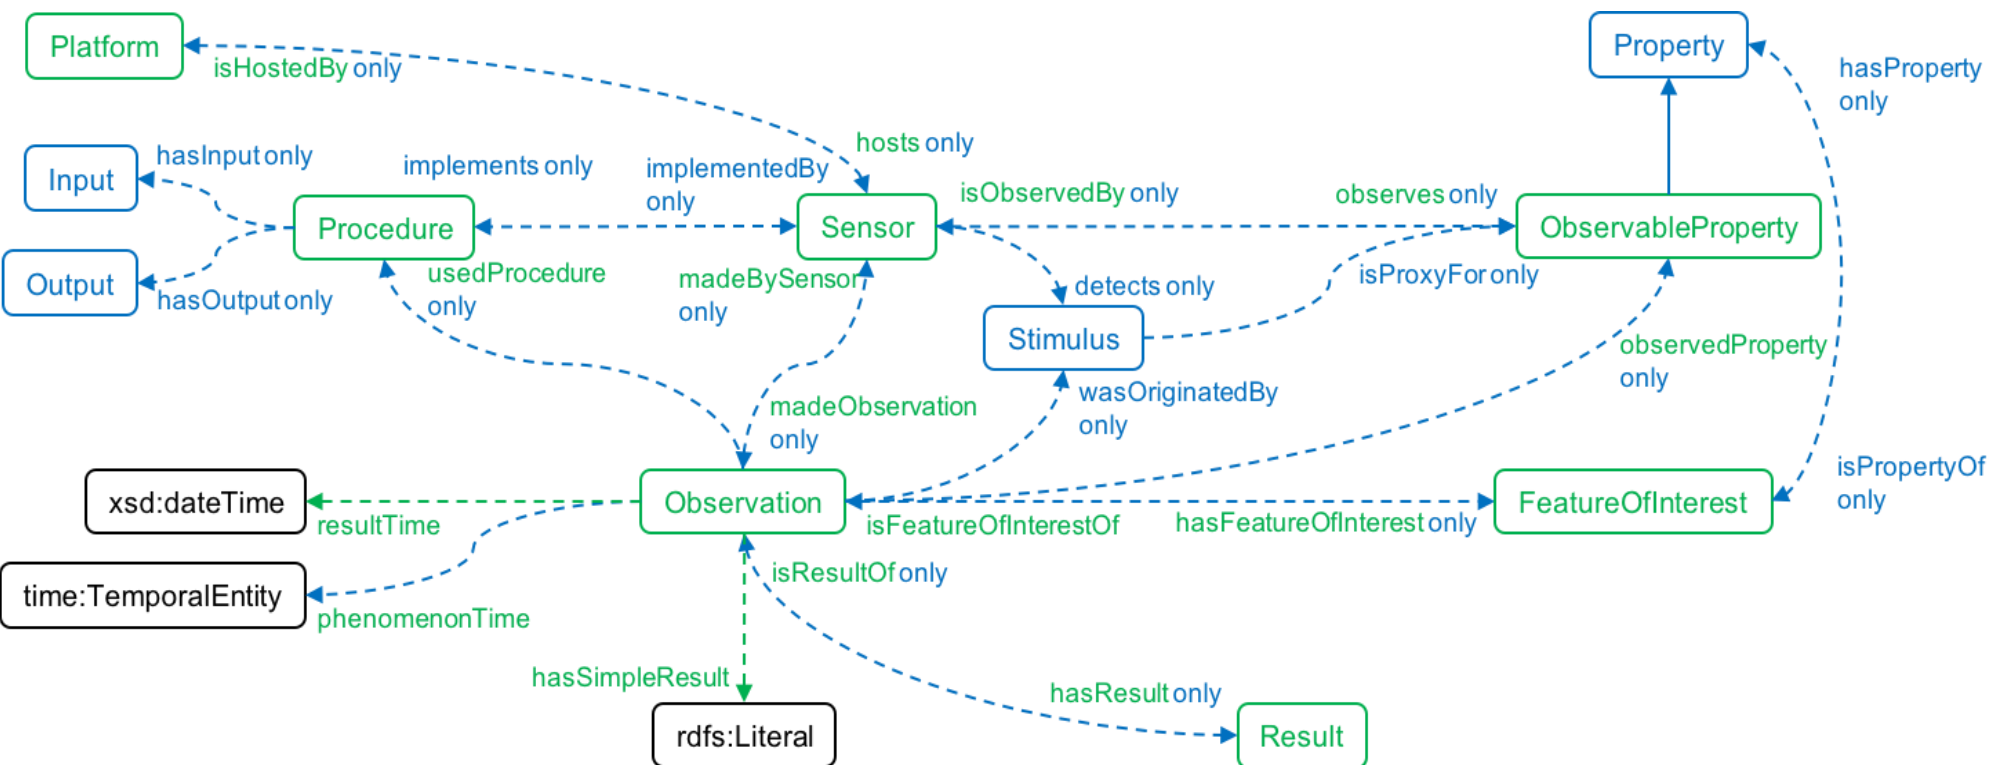 Platform
Property
isHostedBy only
hasProperty
only
hosts only
hasInput only
implements only
implementedBy
only
Input
isObservedBy only
observes only
Procedure
Sensor
ObservableProperty
Output
hasOutput only
usedProcedure
only
madeBySensor
only
detects only
isProxyFor only
Stimulus
observedProperty
only
wasOriginatedBy
only
madeObservation
only
isPropertyOf
only
xsd:dateTime
Observation
FeatureOfInterest
resultTime
isFeatureOfInterestOf
hasFeatureOfInterest only
isResultOf only
time:TemporalEntity
phenomenonTime
hasSimpleResult
hasResult only
rdfs:Literal
Result